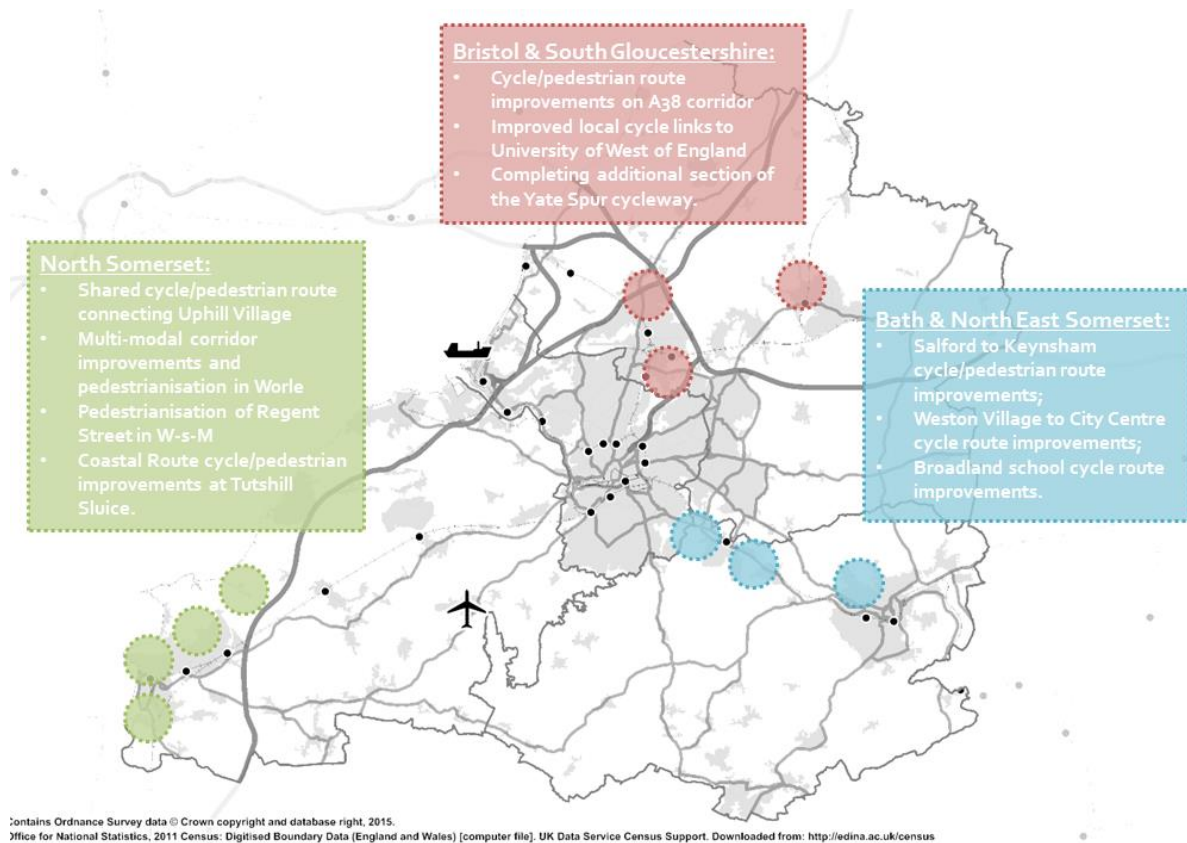 Bristol & South Gloucestershire:
• Cycle/pedestrian route
improvements on A38 corridor
• Improved local cycle links to
University of West of England
• Completing additional section of
the Yate Spur cycleway.
North Somerset:
• Shared cycle/pedestrian route
connecting Uphill Village
• Multi-modal corridor
improvements and
pedestrianisation in Worle
• Pedestrianisation of Regent
Street in W-s-M
• Coastal Route cycle/pedestrian
improvements at Tutshill
Sluice.
Bath & North East Somerset:
• Salford to Keynsham
cycle/pedestrian route
improvements;
• Weston Village to City Centre
cycle route improvements;
• Broadland school cycle route
improvements.
Contains Ordnance Survey data © Crown copyright and database right, 2015.
Office for National Statistics, 2011 Census: Digitised Boundary Data (England and Wales) [computer file]. UK Data Service Census Support. Downloaded from: http://edina.ac.uk/census